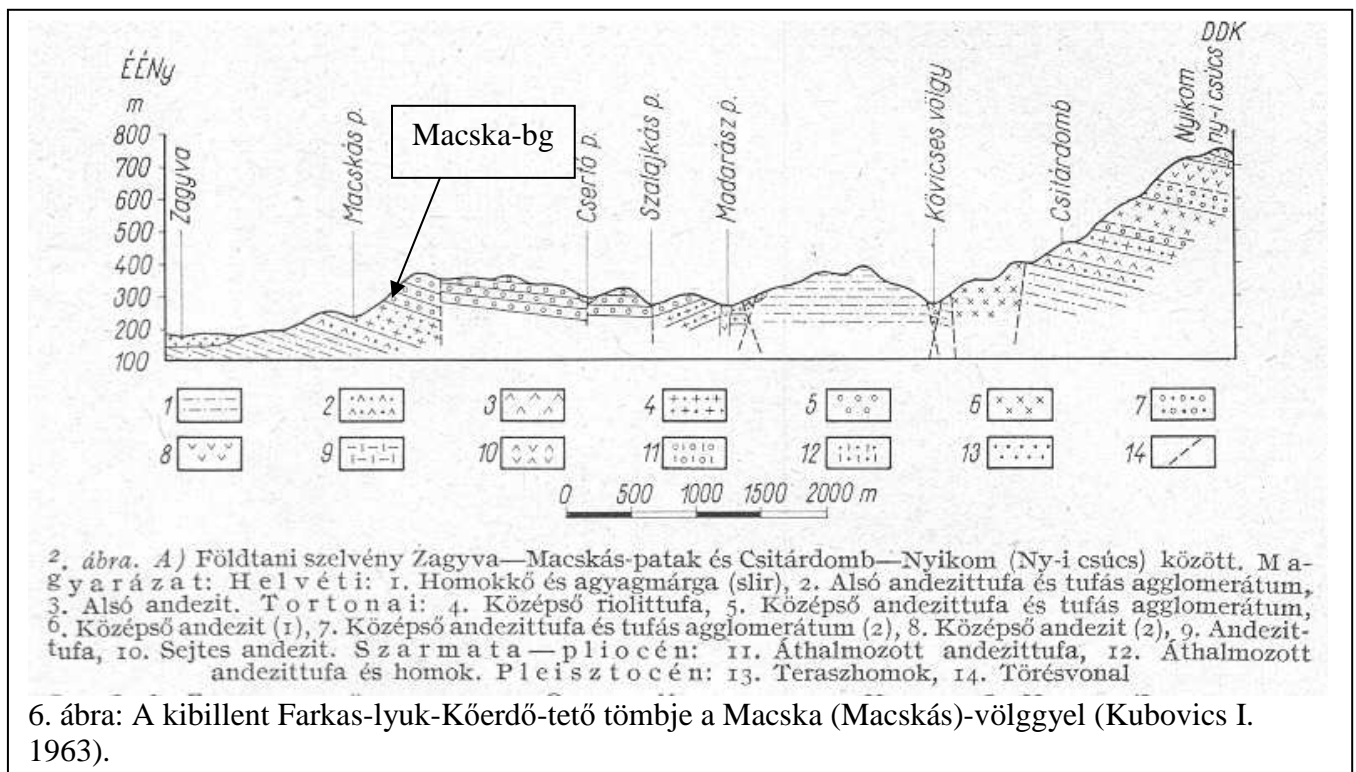 ÉÉNy
DDK
m
Macska-bg
Zagyva
Macskás p.
p.
Szalajkás p.
Madarász p.
Kövicses völgy
Csitárdomb
Nyikom
ny-i csúcs
800
700
600
500
400
300
200
100
1 2 3 4 5 6 7
8 9 10 11 12 13 14
0 500 1000 1500 2000 m
2. ábra. A) Földtani szelvény Zagyva—Macskás-patak és Csitárdomb—Nyikom (Ny-i csúcs) között. Ma-
gyarázat: Helvéti: 1. Homokkő és agyagmárga (slir), 2. Alsó andezittufa és tufás agglomerátum,
3. Alsó andezit. Tortonai: 4. Középső riolittufa, 5. Középső andezittufa és tufás agglomerátum,
6. Középső andezit (1), 7. Középső andezittufa és tufás agglomerátum (2), 8. Középső andezit (2), 9. Andezit-
tufa, 10. Sejtes andezit. Szarmata—pliocén: 11. Áthalmozott andezittufa, 12. Áthalmozott
andezittufa és homok. Pleisztocén: 13. Teraszhomok, 14. Törésvonal
6. ábra: A kibillent Farkas-lyuk-Kőerdő-tető tömbje a Macska (Macskás)-völggyel (Kubovics I.
1963).